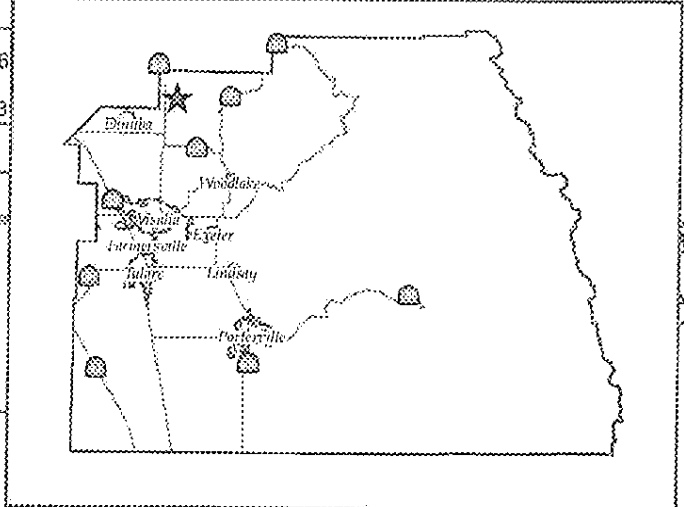 Dinuba
Woodlake
Visalia
Exeter
Farmersville
Tulare
Lindsay
Porterville